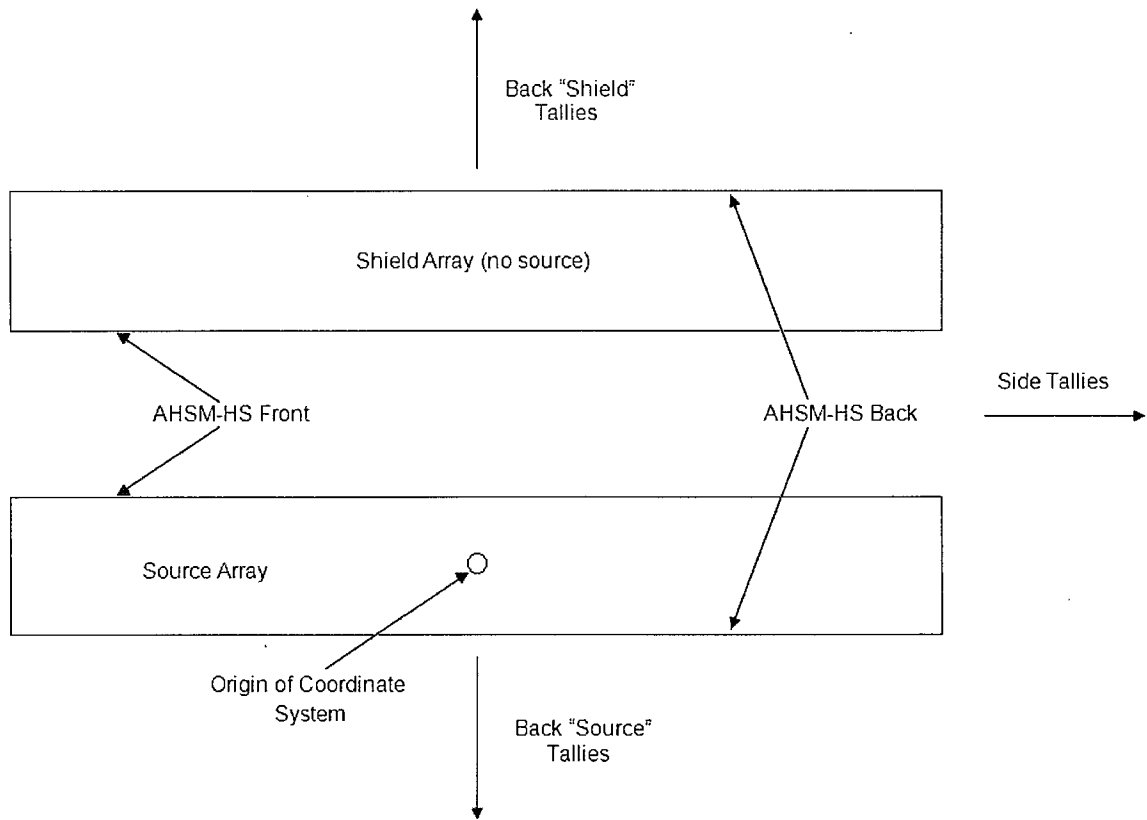 Back "Shield"
Tallies
Shield Array (no source)
Side Tallies
AHSM-HS Front
AHSM-HS Back
Source Array
Origin of Coordinate
System
Back "Source"
Tallies